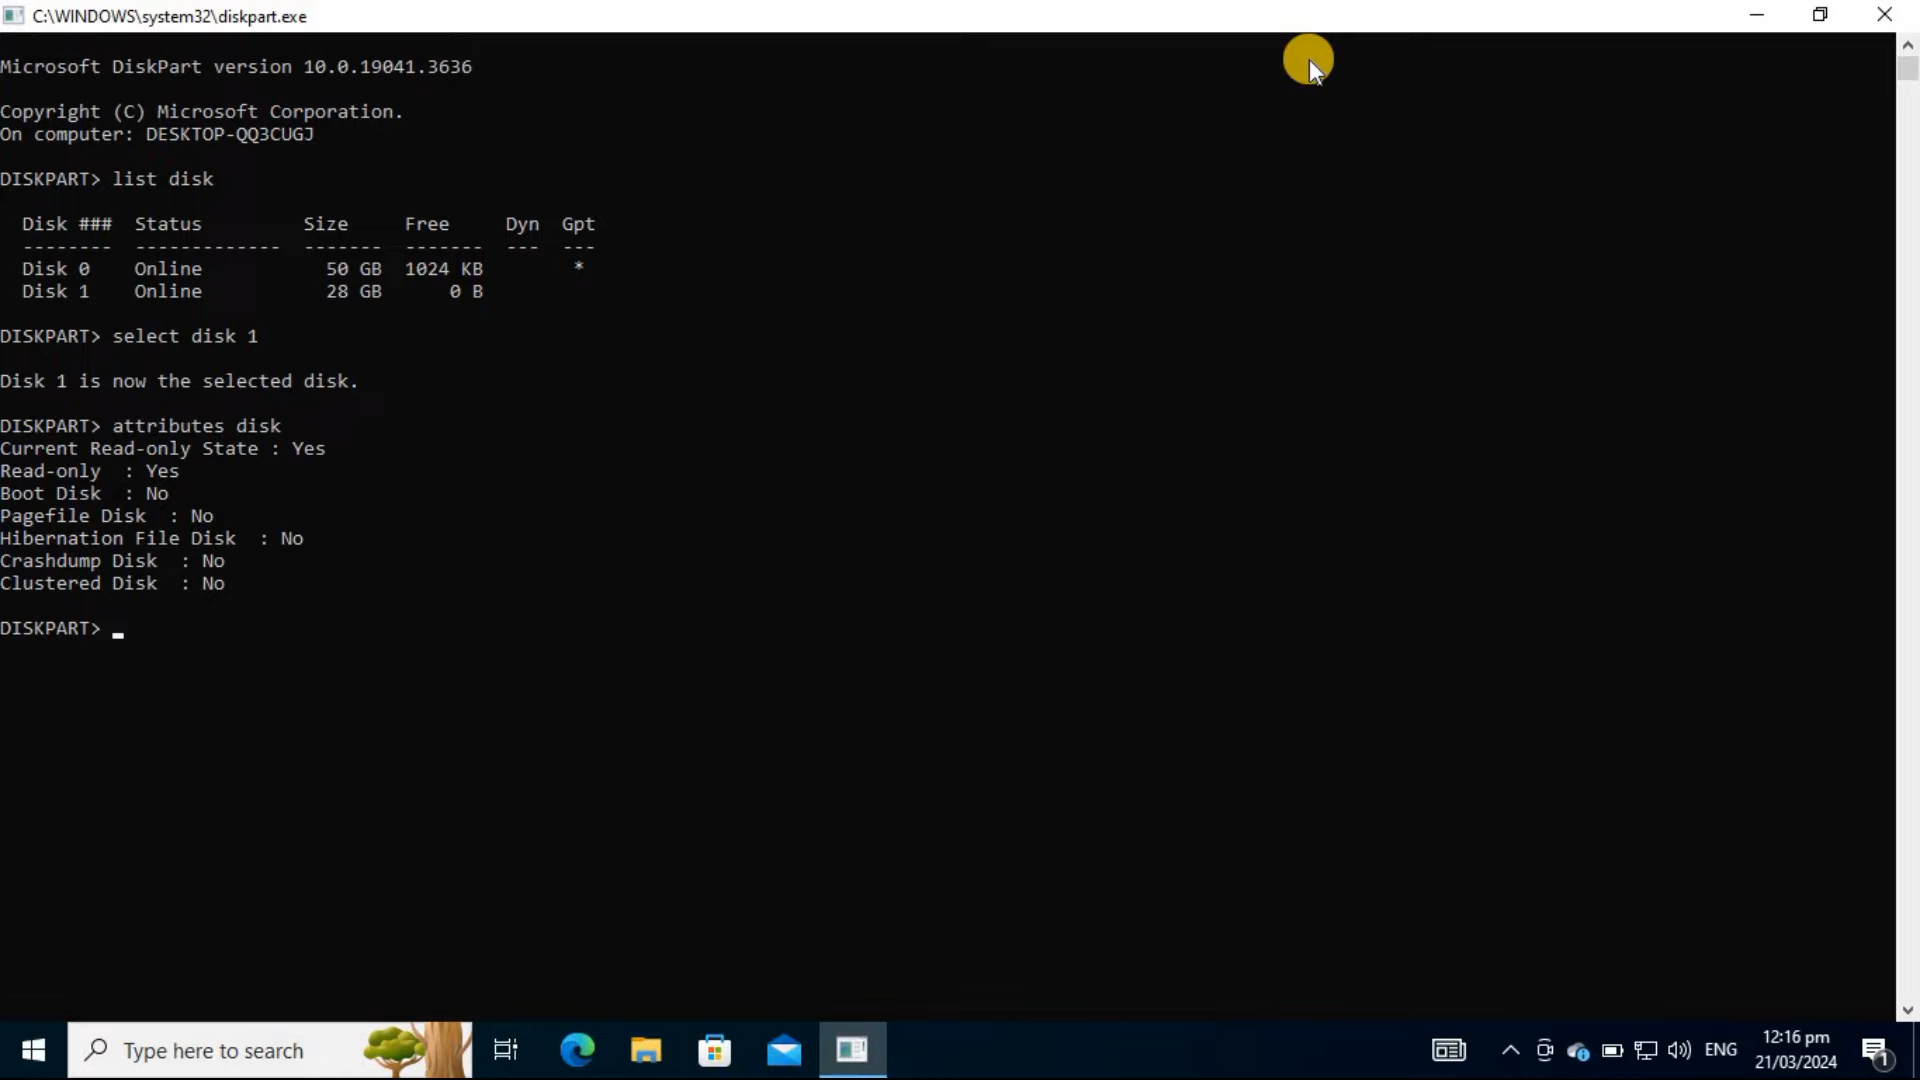 C:\WINDOWS\system32\diskpart.exe
Microsoft DiskPart version 10.0.19041.3636
Copyright (C) Microsoft Corporation.
On computer: DESKTOP-QQ3CUGJ
DISKPART> list disk
Disk ###  Status         Size     Free     Dyn  Gpt
--------  -------------  -------  -------  ---  ---
Disk 0    Online           50 GB  1024 KB        *
Disk 1    Online           28 GB      0 B
DISKPART> select disk 1
Disk 1 is now the selected disk.
DISKPART> attributes disk
Current Read-only State : Yes
Read-only  : Yes
Boot Disk  : No
Pagefile Disk  : No
Hibernation File Disk  : No
Crashdump Disk  : No
Clustered Disk  : No
DISKPART>
Type here to search
ENG
12:16 pm
21/03/2024
1